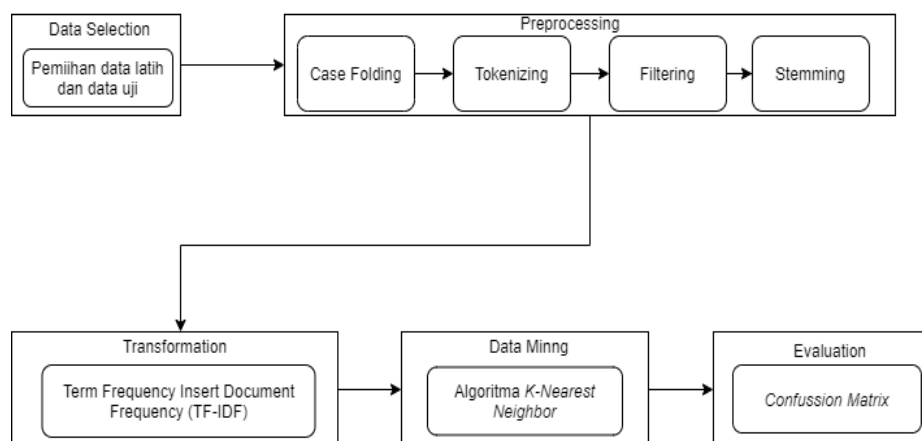 Data Selection
Pemiihan data latih
dan data uji
Preprocessing
Case Folding
Tokenizing
Filtering
Stemming
Transformation
Term Frequency Insert Document
Frequency (TF-IDF)
Data Minng
Algoritma K-Nearest
Neighbor
Evaluation
Confussion Matrix